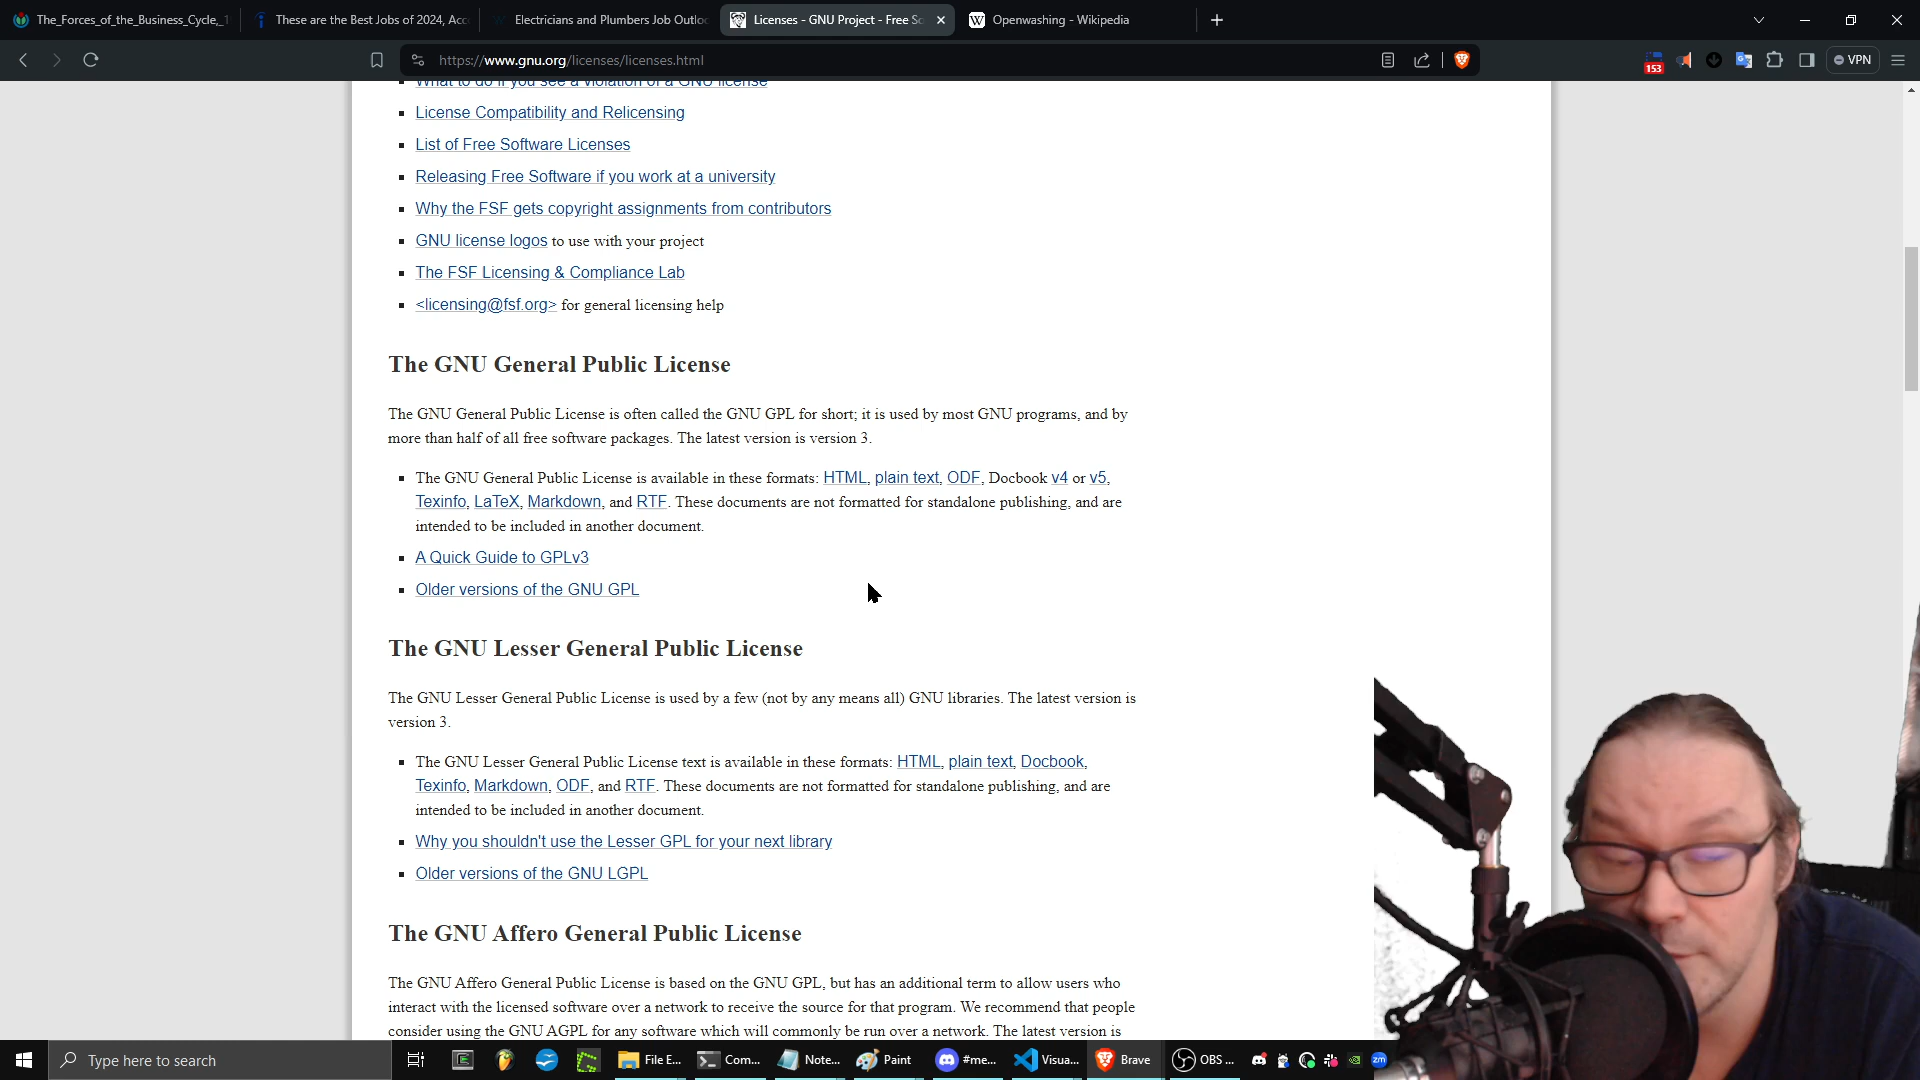 The_Forces_of_the_Business_Cycle,_1
These are the Best Jobs of 2024, Acc
Electricians and Plumbers Job Outlo
Licenses - GNU Project - Free So
Openwashing - Wikipedia
https://www.gnu.org/licenses/licenses.html
153
VPN
What to do if you see a violation of a GNU license
License Compatibility and Relicensing
List of Free Software Licenses
Releasing Free Software if you work at a university
Why the FSF gets copyright assignments from contributors
GNU license logos to use with your project
The FSF Licensing & Compliance Lab
<licensing@fsf.org> for general licensing help
The GNU General Public License
The GNU General Public License is often called the GNU GPL for short; it is used by most GNU programs, and by
more than half of all free software packages. The latest version is version 3.
The GNU General Public License is available in these formats: HTML, plain text, ODF, Docbook v4 or v5,
Texinfo, LaTeX, Markdown, and RTF. These documents are not formatted for standalone publishing, and are
intended to be included in another document.
A Quick Guide to GPLv3
Older versions of the GNU GPL
The GNU Lesser General Public License
The GNU Lesser General Public License is used by a few (not by any means all) GNU libraries. The latest version is
version 3.
The GNU Lesser General Public License text is available in these formats: HTML, plain text, Docbook,
Texinfo, Markdown, ODF, and RTF. These documents are not formatted for standalone publishing, and are
intended to be included in another document.
Why you shouldn't use the Lesser GPL for your next library
Older versions of the GNU LGPL
The GNU Affero General Public License
The GNU Affero General Public License is based on the GNU GPL, but has an additional term to allow users who
interact with the licensed software over a network to receive the source for that program. We recommend that people
consider using the GNU AGPL for any software which will commonly be run over a network. The latest version is
Type here to search
File E...
Com...
Note...
Paint
#me...
Visua...
Brave
OBS ...
zm